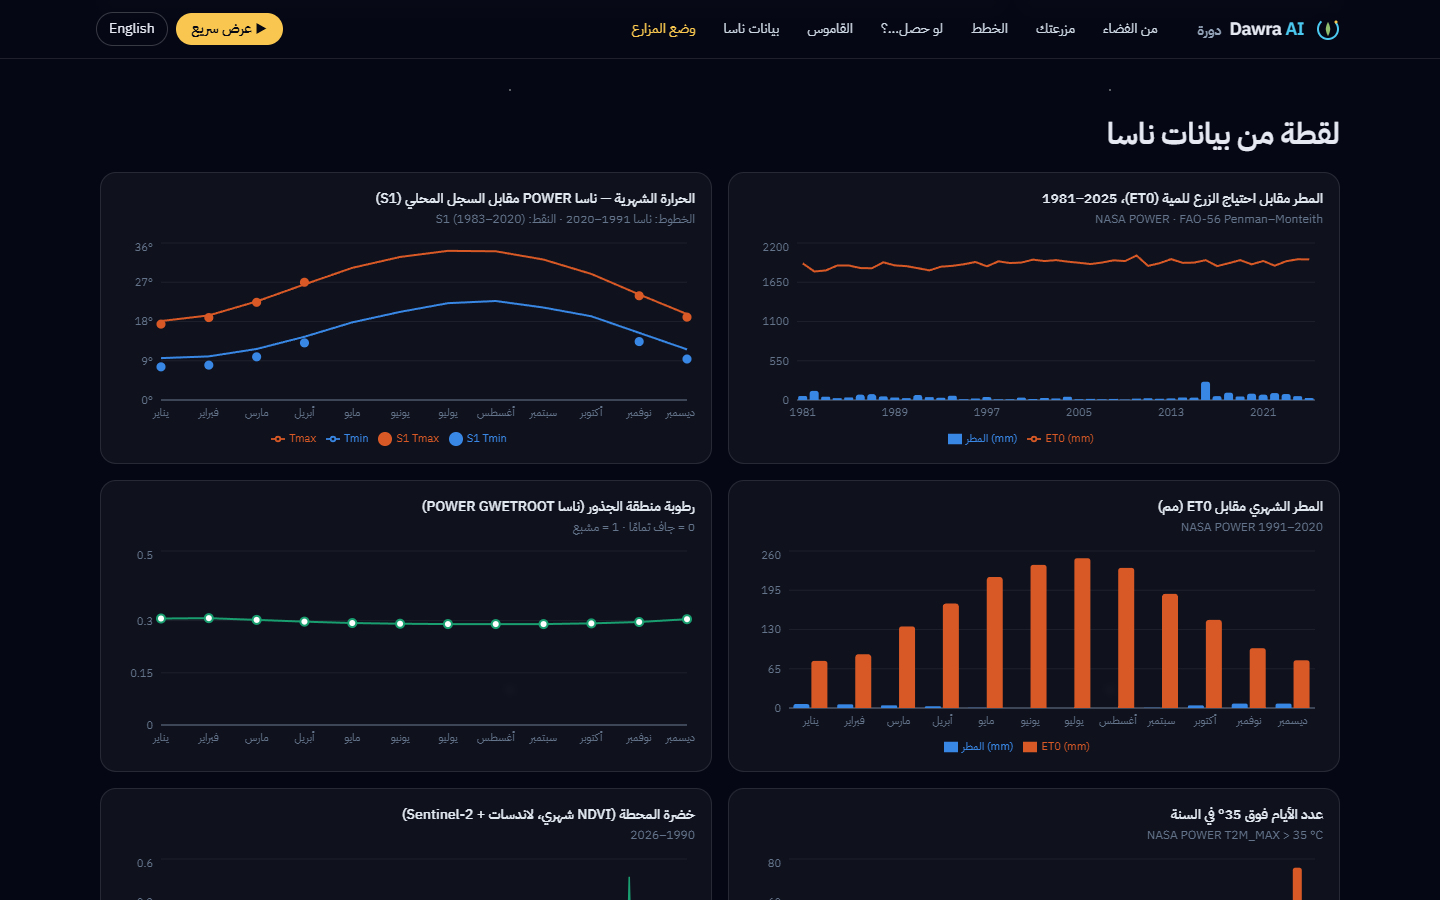 Dawra AI دورة
من الفضاء
مزرعتك
الخطط
لو حصل...؟
القاموس
بيانات ناسا
وضع المزارع
▶ عرض سريع
English
لقطة من بيانات ناسا
المطر مقابل احتياج الزرع للمية (ET0)، 1981–2025
NASA POWER · FAO-56 Penman–Monteith
2200
1650
1100
550
0
1981 1989 1997 2005 2013 2021
المطر (mm) ET0 (mm)
الحرارة الشهرية — ناسا POWER مقابل السجل المحلي (S1)
الخطوط: ناسا 1991–2020 · النقط: S1 (1983–2020)
36°
27°
18°
9°
0°
يناير فبراير مارس أبريل مايو يونيو يوليو أغسطس سبتمبر أكتوبر نوفمبر ديسمبر
Tmax Tmin S1 Tmax S1 Tmin
المطر الشهري مقابل ET0 (مم)
NASA POWER 1991–2020
260
195
130
65
0
يناير فبراير مارس أبريل مايو يونيو يوليو أغسطس سبتمبر أكتوبر نوفمبر ديسمبر
المطر (mm) ET0 (mm)
رطوبة منطقة الجذور (ناسا POWER GWETROOT)
0 = جاف تمامًا · 1 = مشبع
0.5
0.3
0.15
0
يناير فبراير مارس أبريل مايو يونيو يوليو أغسطس سبتمبر أكتوبر نوفمبر ديسمبر
عدد الأيام فوق 35° في السنة
NASA POWER T2M_MAX > 35 °C
80
خضرة المحطة (NDVI شهري، لاندسات + Sentinel-2)
1990–2026
0.6